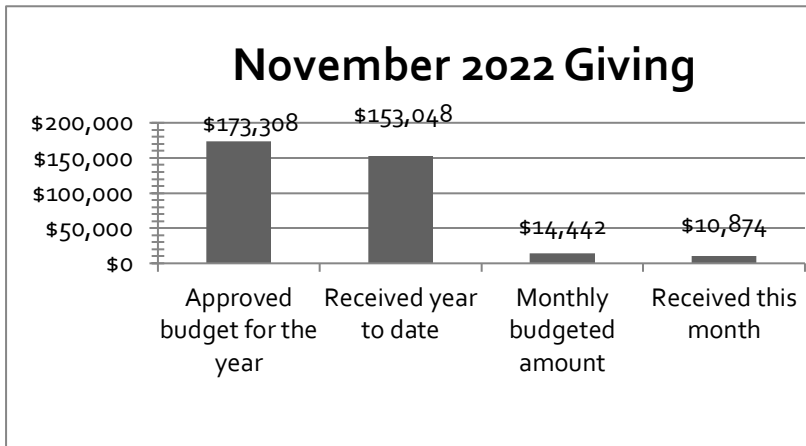 November 2022 Giving
$200,000
$150,000
$100,000
$50,000
$0
$173,308
$153,048
$14,442
$10,874
Approved
budget for the
year
Received year
to date
Monthly
budgeted
amount
Received this
month